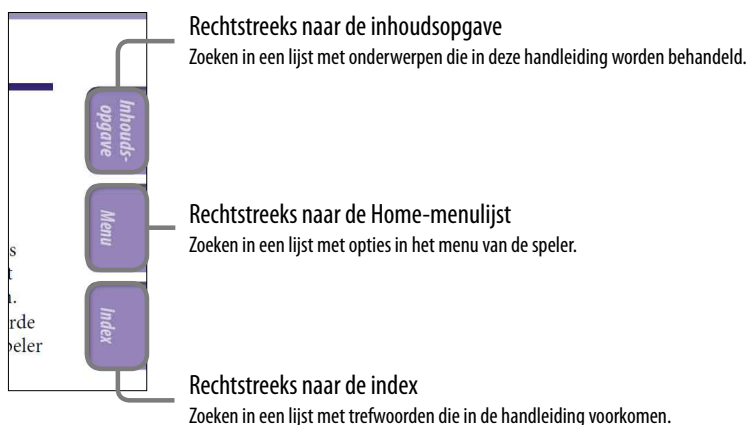 Rechtstreeks naar de inhoudsopgave
Zoeken in een lijst met onderwerpen die in deze handleiding worden behandeld.
Inhouds-
opgave
Rechtstreeks naar de Home-menulijst
Zoeken in een lijst met opties in het menu van de speler.
Menu
s
t
rde
peler
Index
Rechtstreeks naar de index
Zoeken in een lijst met trefwoorden die in de handleiding voorkomen.